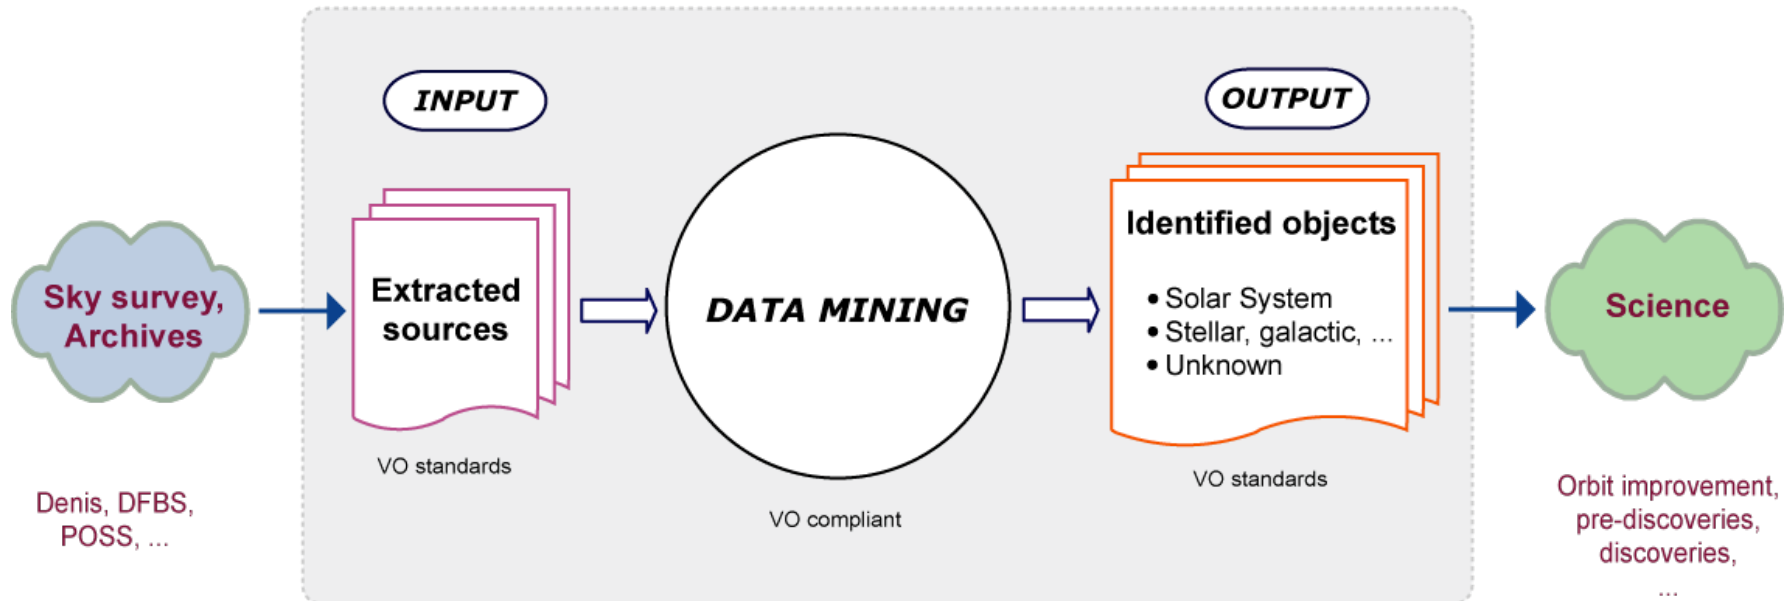 INPUT
OUTPUT
Sky survey,
Archives
Extracted
sources
DATA MINING
Identified objects
• Solar System
• Stellar, galactic, ...
• Unknown
Science
VO standards
VO compliant
VO standards
Denis, DFBS,
POSS, ...
Orbit improvement,
pre-discoveries,
discoveries,
...